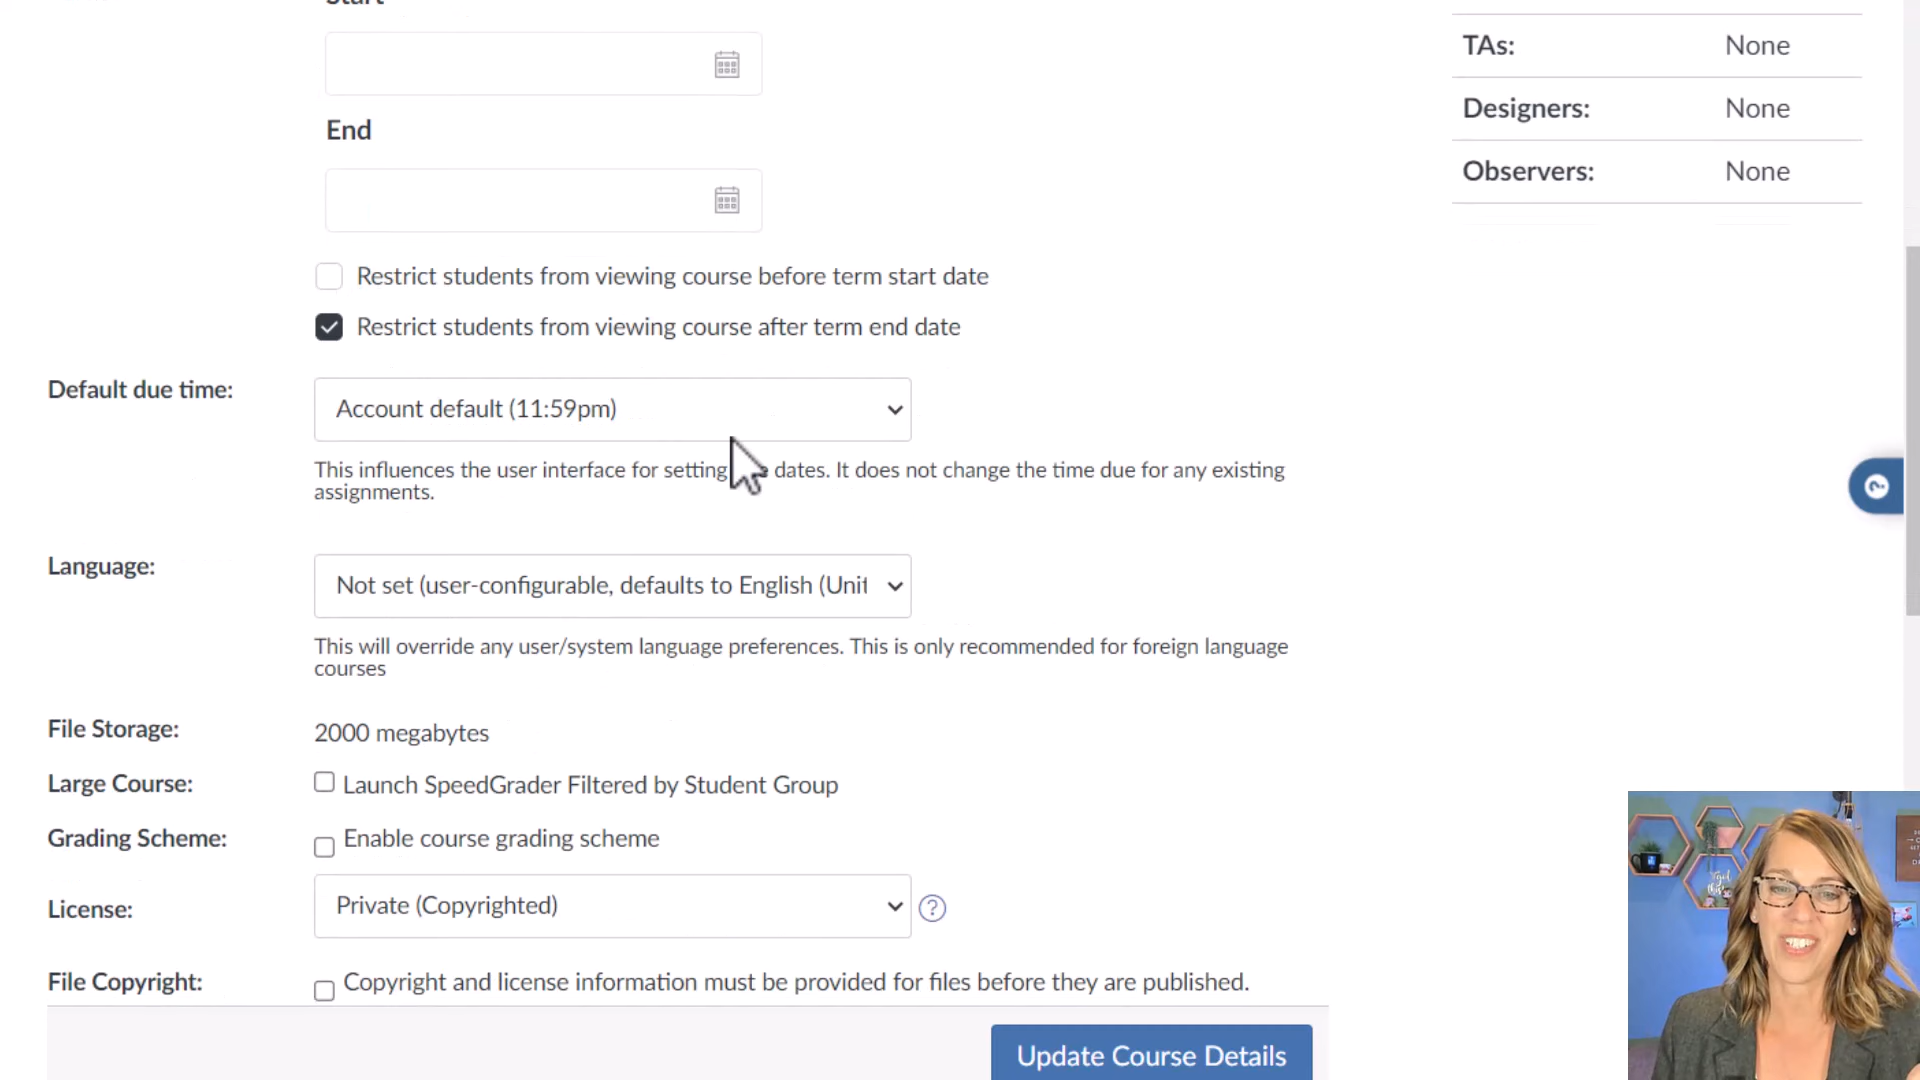 Start
End
Restrict students from viewing course before term start date
Restrict students from viewing course after term end date
Default due time:
Account default (11:59pm)
This influences the user interface for setting dates. It does not change the time due for any existing
assignments.
Language:
Not set (user-configurable, defaults to English (Unit
This will override any user/system language preferences. This is only recommended for foreign language
courses
File Storage:
2000 megabytes
Large Course:
Launch SpeedGrader Filtered by Student Group
Grading Scheme:
Enable course grading scheme
License:
Private (Copyrighted)
?
File Copyright:
Copyright and license information must be provided for files before they are published.
Update Course Details
TAs: None
Designers: None
Observers: None